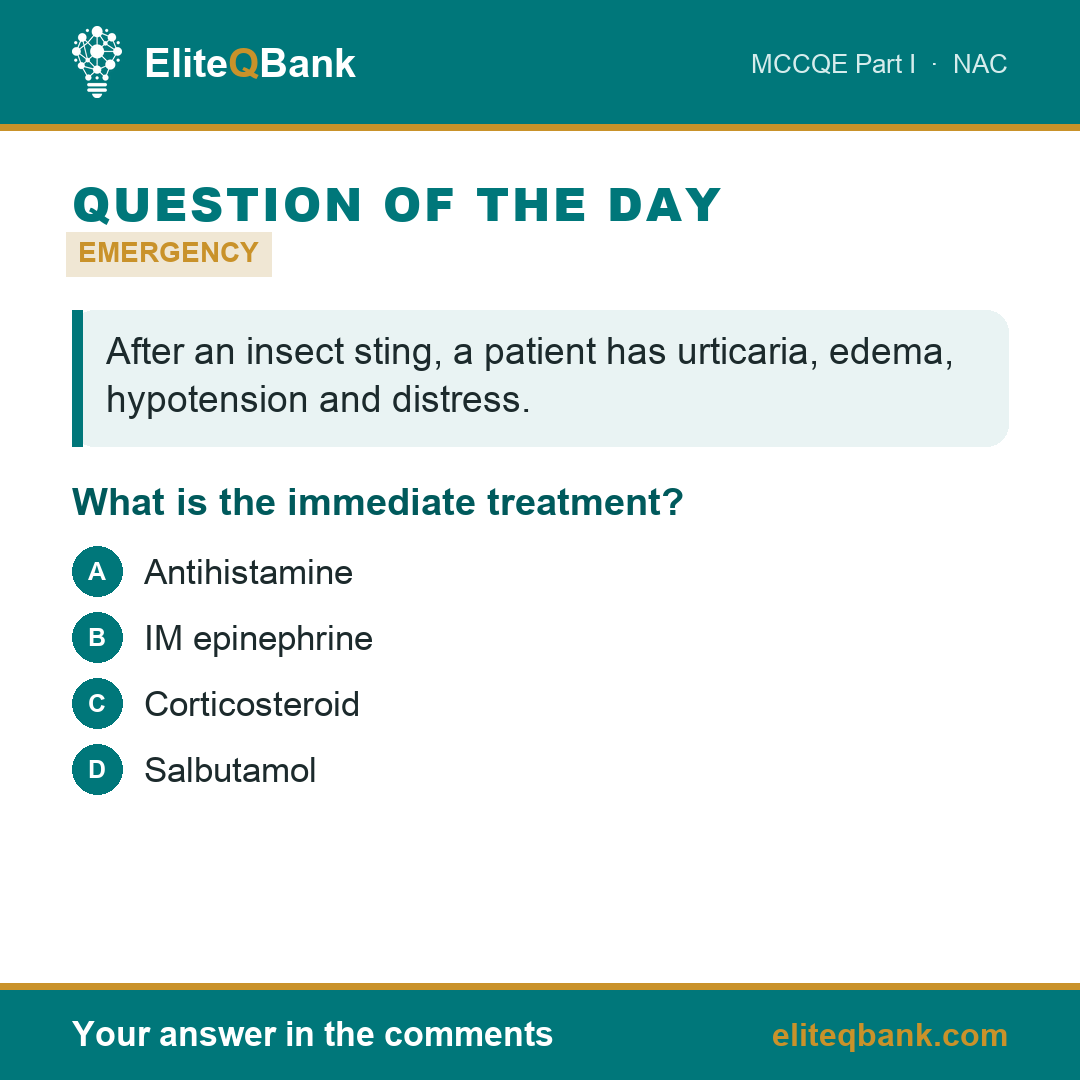 EliteQBank
MCCQE Part I · NAC
QUESTION OF THE DAY
EMERGENCY
After an insect sting, a patient has urticaria, edema,
hypotension and distress.
What is the immediate treatment?
A Antihistamine
B IM epinephrine
C Corticosteroid
D Salbutamol
Your answer in the comments
eliteqbank.com